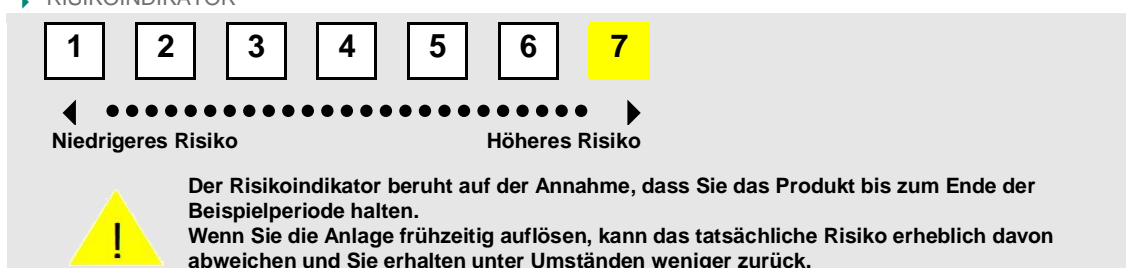 RISIKOINDIKATOR
1 2 3 4 5 6 7
Niedrigeres Risiko Höheres Risiko
Der Risikoindikator beruht auf der Annahme, dass Sie das Produkt bis zum Ende der
Beispielperiode halten.
Wenn Sie die Anlage frühzeitig auflösen, kann das tatsächliche Risiko erheblich davon
abweichen und Sie erhalten unter Umständen weniger zurück.
!